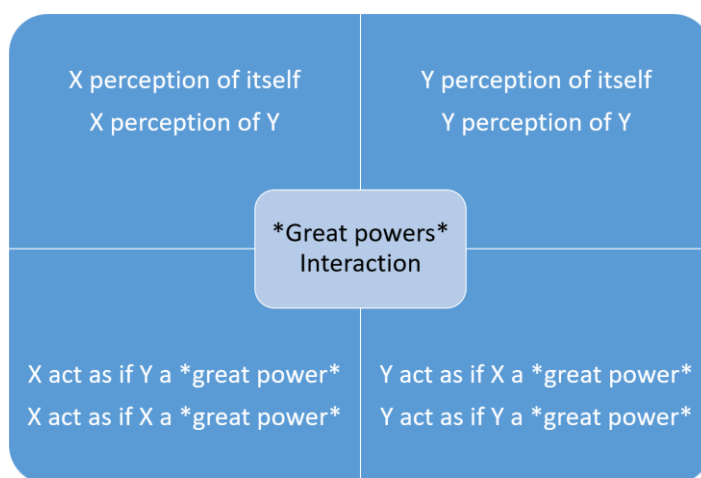 X perception of itself
X perception of Y
Y perception of itself
Y perception of Y
*Great powers*
Interaction
X act as if Y a *great power*
X act as if X a *great power*
Y act as if X a *great power*
Y act as if Y a *great power*